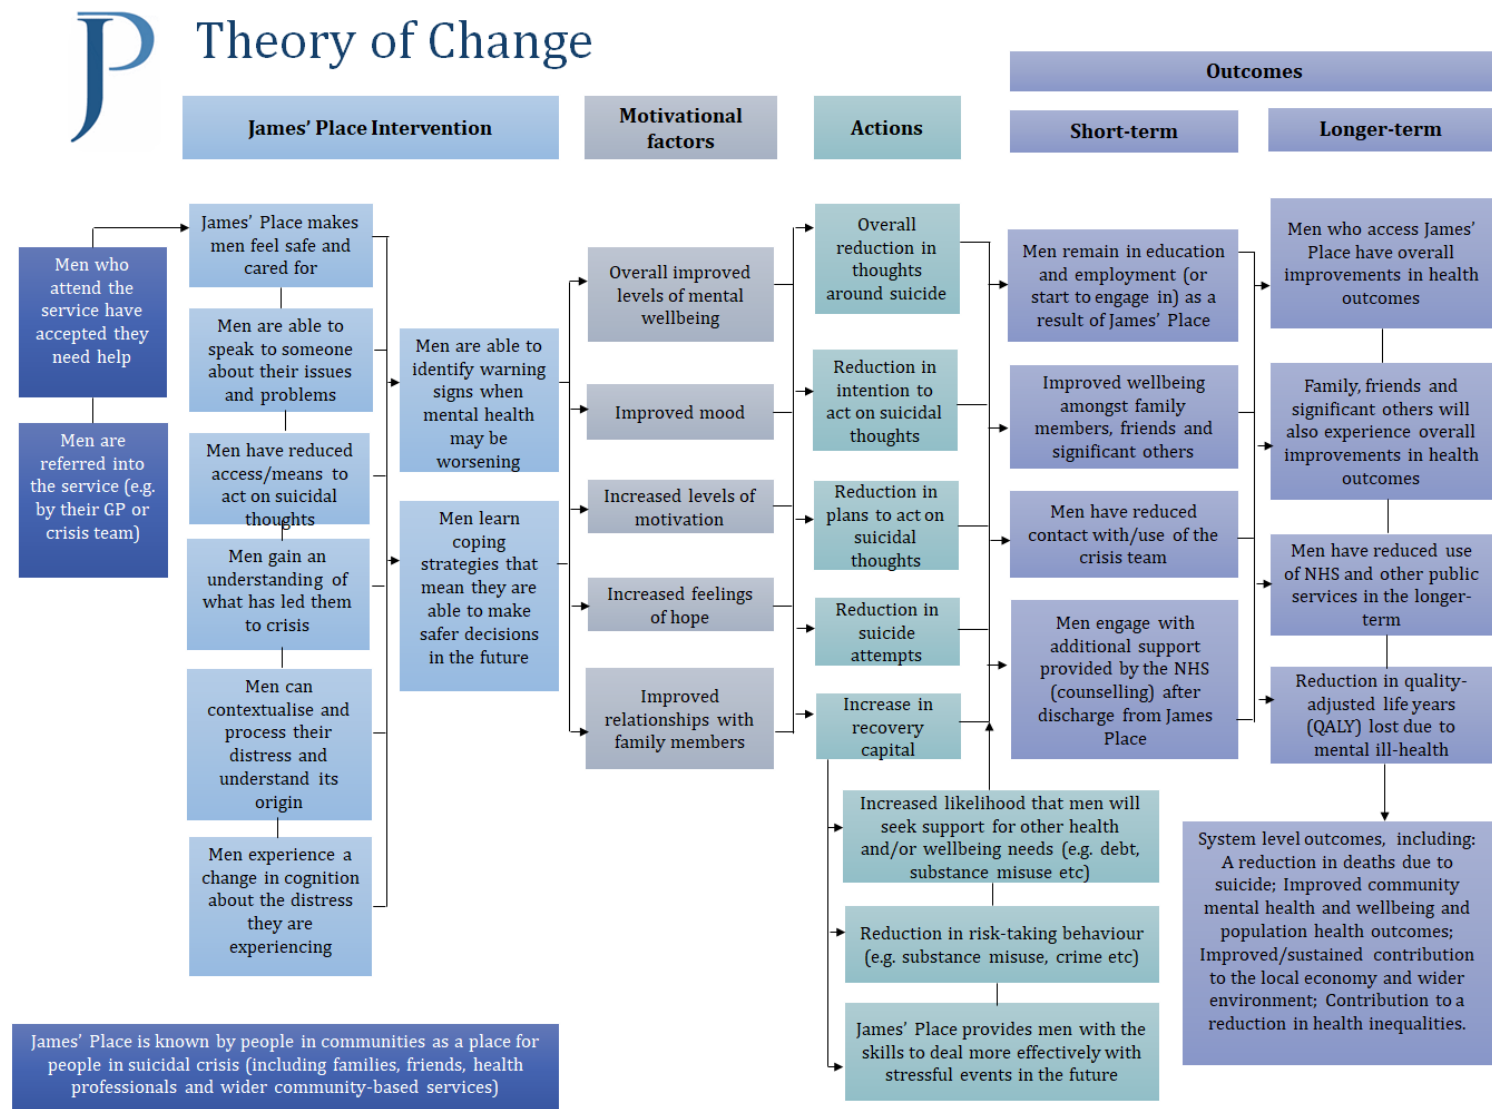 JP
Theory of Change
Outcomes
James’ Place Intervention
Motivational
factors
Actions
Short-term
Longer-term
Men who
attend the
service have
accepted they
need help
Men are
referred into
the service (e.g.
by their GP or
crisis team)
James’ Place makes
men feel safe and
cared for
Men are able to
speak to someone
about their issues
and problems
Men have reduced
access/means to
act on suicidal
thoughts
Men gain an
understanding of
what has led them
to crisis
Men can
contextualise and
process their
distress and
understand its
origin
Men experience a
change in cognition
about the distress
they are
experiencing
Men are able to
identify warning
signs when
mental health
may be
worsening
Men learn
coping
strategies that
mean they are
able to make
safer decisions
in the future
Overall improved
levels of mental
wellbeing
Improved mood
Increased levels of
motivation
Increased feelings
of hope
Improved
relationships with
family members
Overall
reduction in
thoughts
around suicide
Reduction in
intention to
act on suicidal
thoughts
Reduction in
plans to act on
suicidal
thoughts
Reduction in
suicide
attempts
Increase in
recovery
capital
Increased likelihood that men will
seek support for other health
and/or wellbeing needs (e.g. debt,
substance misuse etc)
Reduction in risk-taking behaviour
(e.g. substance misuse, crime etc)
James’ Place provides men with the
skills to deal more effectively with
stressful events in the future
Men remain in education
and employment (or
start to engage in) as a
result of James’ Place
Improved wellbeing
amongst family
members, friends and
significant others
Men have reduced
contact with/use of the
crisis team
Men engage with
additional support
provided by the NHS
(counselling) after
discharge from James
Place
Men who access James’
Place have overall
improvements in health
outcomes
Family, friends and
significant others will
also experience overall
improvements in health
outcomes
Men have reduced use
of NHS and other public
services in the longer-
term
Reduction in quality-
adjusted life years
(QALY) lost due to
mental ill-health
System level outcomes, including:
A reduction in deaths due to
suicide; Improved community
mental health and wellbeing and
population health outcomes;
Improved/sustained contribution
to the local economy and wider
environment; Contribution to a
reduction in health inequalities.
James’ Place is known by people in communities as a place for
people in suicidal crisis (including families, friends, health
professionals and wider community-based services)